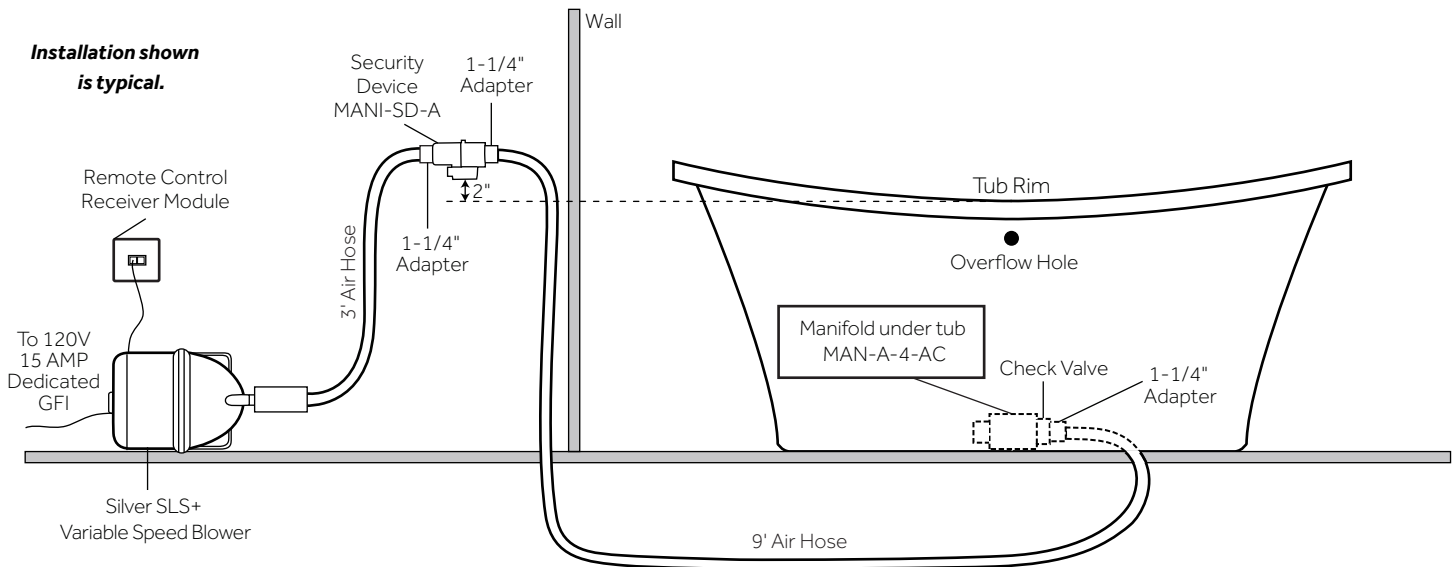 Installation shown
is typical.
Wall
Security
Device
MANI-SD-A
1-1/4"
Adapter
2"
Tub Rim
Remote Control
Receiver Module
1-1/4"
Adapter
3' Air Hose
Overflow Hole
To 120V
15 AMP
Dedicated
GFI
Manifold under tub
MAN-A-4-AC
Check Valve
1-1/4"
Adapter
Silver SLS+
Variable Speed Blower
9' Air Hose